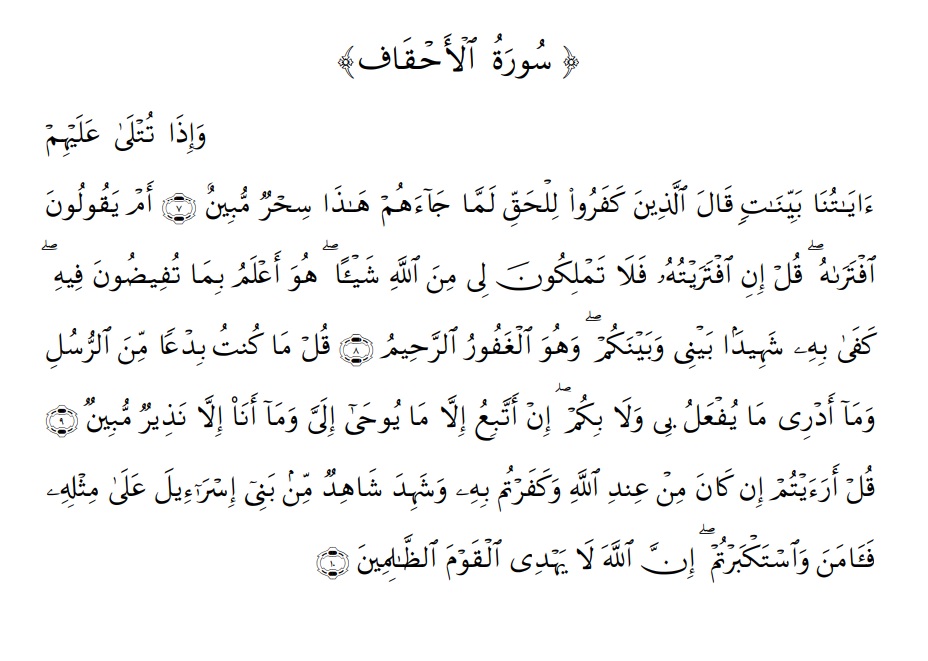 ﴿ سُورَةُ ٱلْأَحْقَاف ﴾
وَإِذَا تُتْلَىٰ عَلَيْهِمْ
ءَايَـٰتُنَا بَيِّنَـٰتٍۢ قَالَ ٱلَّذِينَ كَفَرُوا۟ لِلْحَقِّ لَمَّا جَآءَهُمْ هَـٰذَا سِحْرٌۭ مُّبِينٌ ۝٧ أَمْ يَقُولُونَ
ٱفْتَرَىٰهُ ۖ قُلْ إِنِ ٱفْتَرَيْتُهُۥ فَلَا تَمْلِكُونَ لِى مِنَ ٱللَّهِ شَيْـًٔا ۖ هُوَ أَعْلَمُ بِمَا تُفِيضُونَ فِيهِ ۖ
كَفَىٰ بِهِۦ شَهِيدًۢا بَيْنِى وَبَيْنَكُمْ ۖ وَهُوَ ٱلْغَفُورُ ٱلرَّحِيمُ ۝٨ قُلْ مَا كُنتُ بِدْعًۭا مِّنَ ٱلرُّسُلِ
وَمَآ أَدْرِى مَا يُفْعَلُ بِى وَلَا بِكُمْ ۖ إِنْ أَتَّبِعُ إِلَّا مَا يُوحَىٰٓ إِلَىَّ وَمَآ أَنَا۠ إِلَّا نَذِيرٌۭ مُّبِينٌۭ ۝٩
قُلْ أَرَءَيْتُمْ إِن كَانَ مِنْ عِندِ ٱللَّهِ وَكَفَرْتُم بِهِۦ وَشَهِدَ شَاهِدٌۭ مِّنۢ بَنِىٓ إِسْرَٰٓءِيلَ عَلَىٰ مِثْلِهِۦ
فَـَٔامَنَ وَٱسْتَكْبَرْتُمْ ۖ إِنَّ ٱللَّهَ لَا يَهْدِى ٱلْقَوْمَ ٱلظَّـٰلِمِينَ ۝١٠